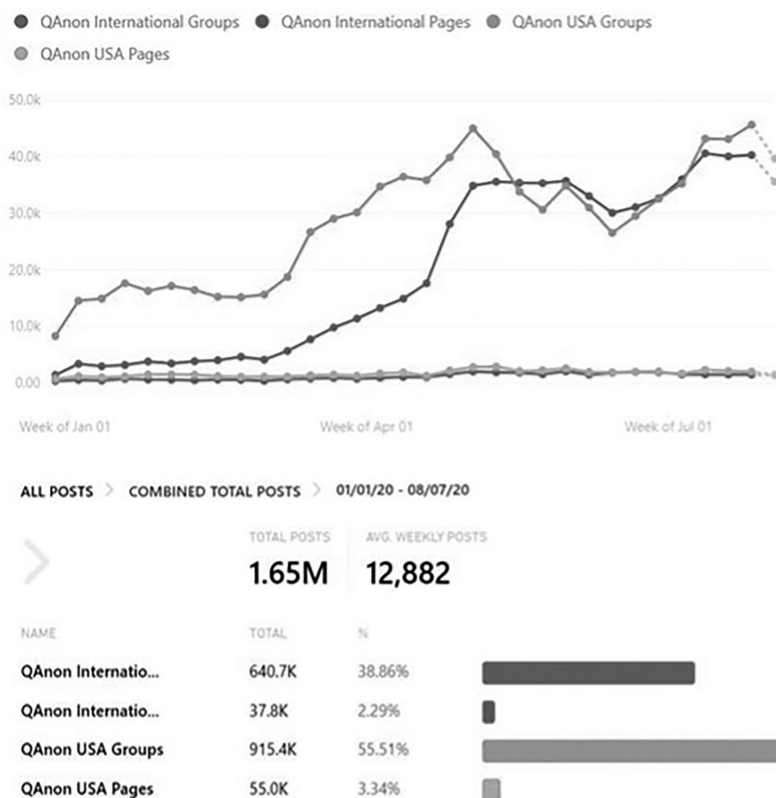 QAnon International Groups QAnon International Pages QAnon USA Groups
QAnon USA Pages
50.0k
40.0k
30.0k
20.0k
10.0k
0.00
Week of Jan 01 Week of Apr 01 Week of Jul 01
ALL POSTS COMBINED TOTAL POSTS 01/01/20 - 08/07/20
TOTAL POSTS AVG. WEEKLY POSTS
1.65M 12,882
NAME TOTAL %
QAnon Internatio... 640.7K 38.86%
QAnon Internatio... 37.8K 2.29%
QAnon USA Groups 915.4K 55.51%
QAnon USA Pages 55.0K 3.34%